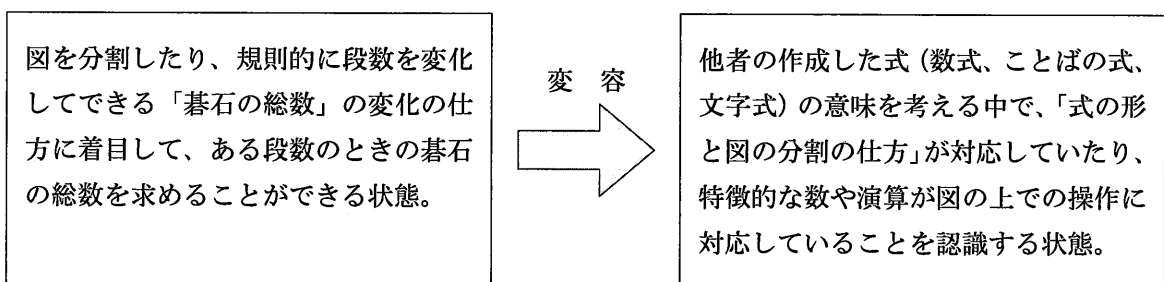 図を分割したり、規則的に段数を変化
してできる「碁石の総数」の変化の仕
方に着目して、ある段数のときの碁石
の総数を求めることができる状態。
変 容
他者の作成した式(数式、ことばの式、
文字式)の意味を考える中で、「式の形
と図の分割の仕方」が対応していたり、
特徴的な数や演算が図の上での操作に
対応していることを認識する状態。